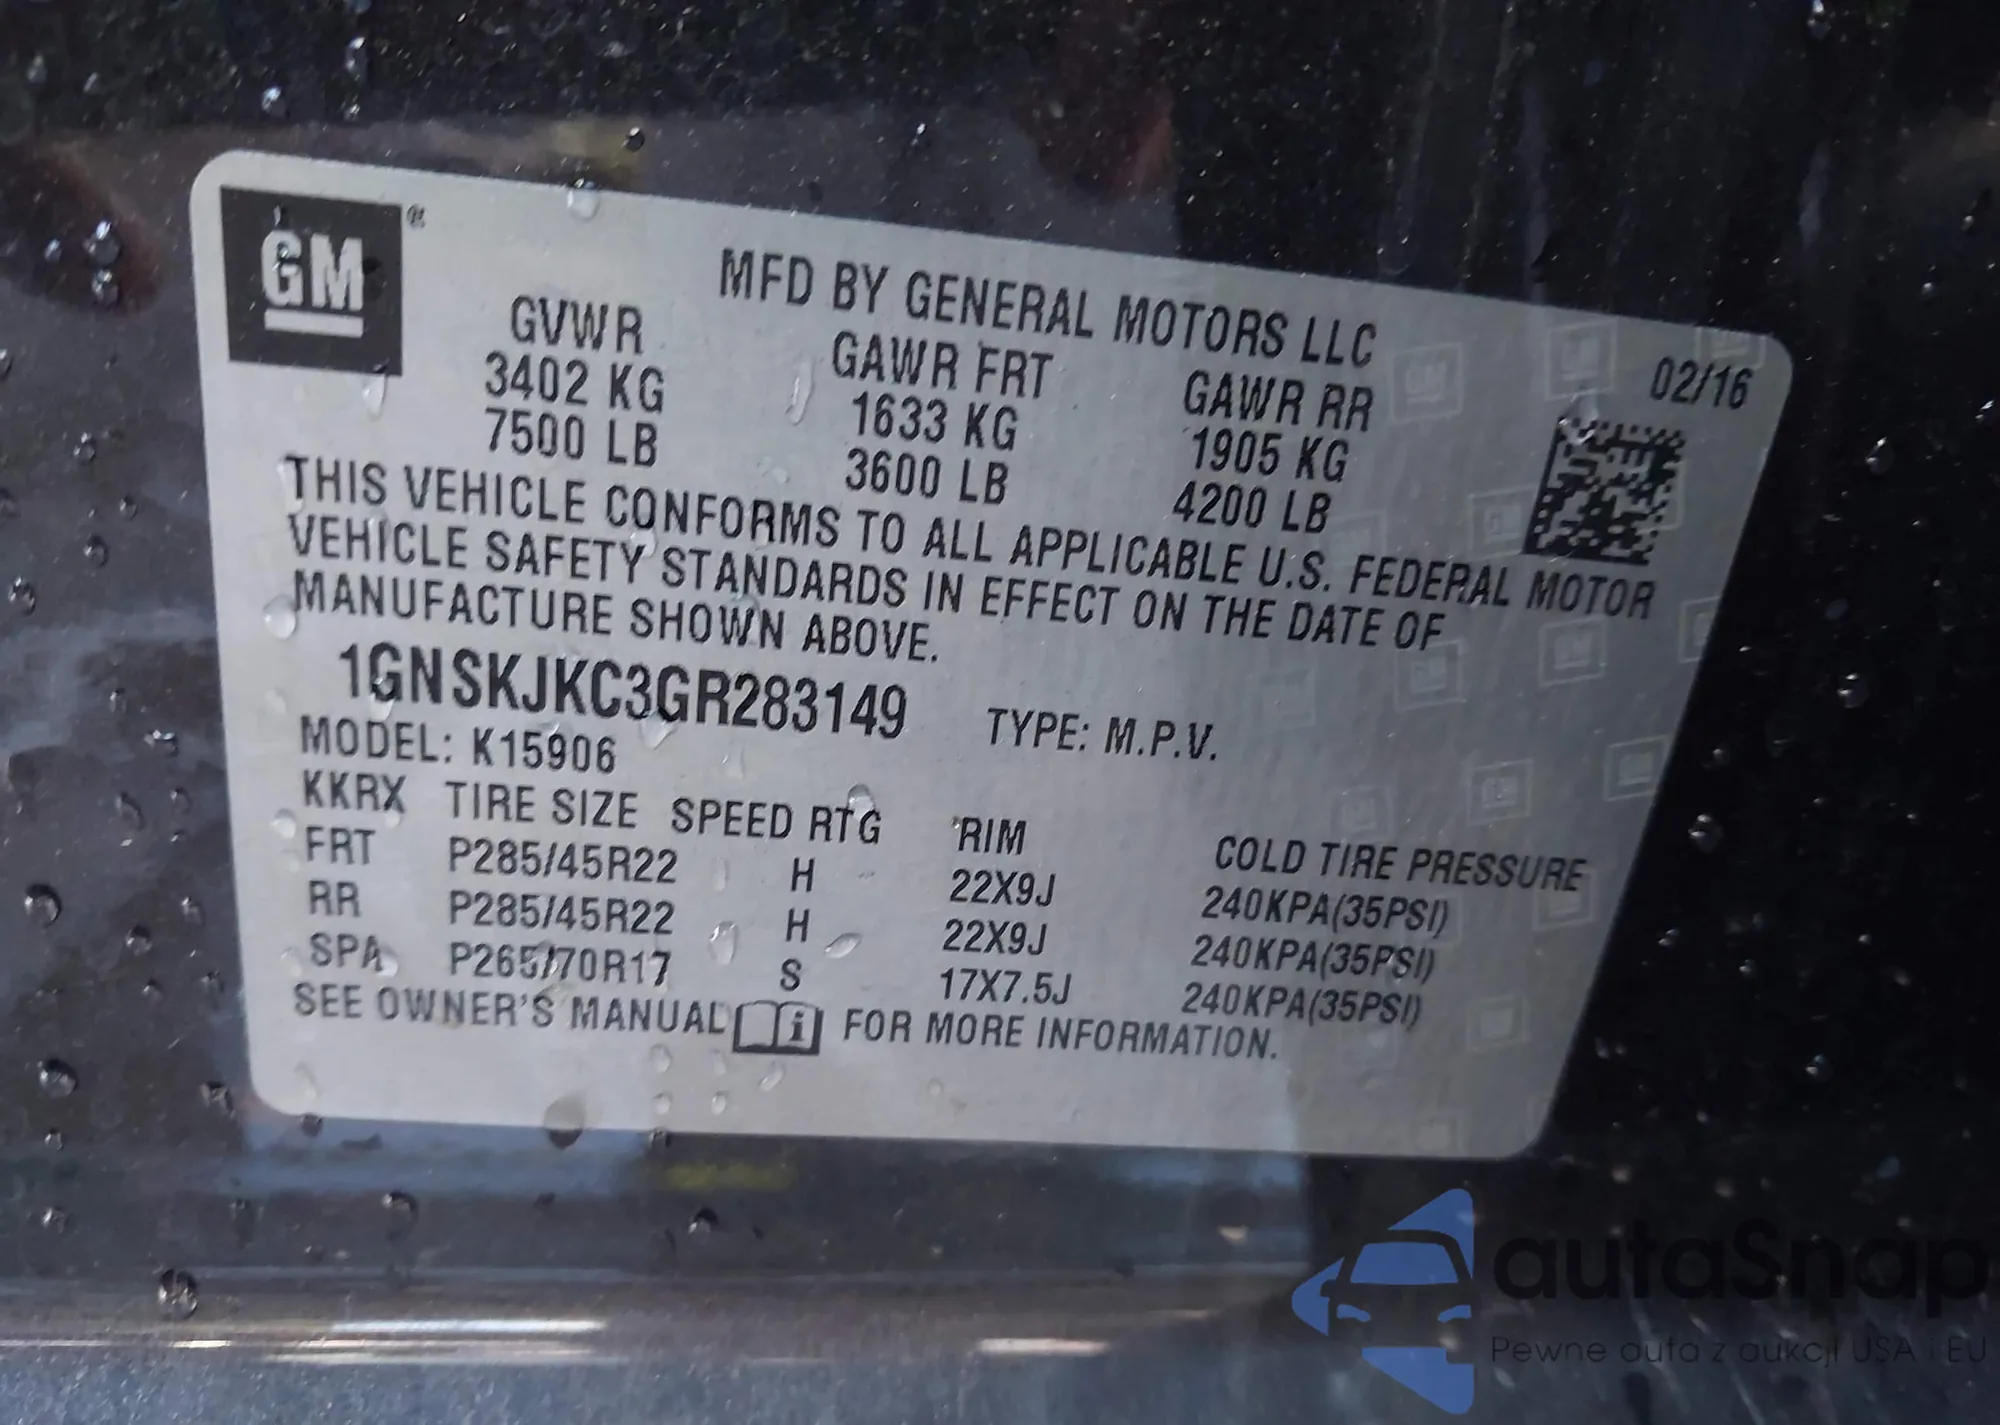 GM®
MFD BY GENERAL MOTORS LLC
02/16
GVWR GAWR FRT GAWR RR
3402 KG 1633 KG 1905 KG
7500 LB 3600 LB 4200 LB
THIS VEHICLE CONFORMS TO ALL APPLICABLE U.S. FEDERAL MOTOR
VEHICLE SAFETY STANDARDS IN EFFECT ON THE DATE OF
MANUFACTURE SHOWN ABOVE.
1GNSKJKC3GR283149 TYPE: M.P.V.
MODEL: K15906
KKRX TIRE SIZE SPEED RTG RIM COLD TIRE PRESSURE
FRT P285/45R22 H 22X9J 240KPA(35PSI)
RR P285/45R22 H 22X9J 240KPA(35PSI)
SPA P265/70R17 S 17X7.5J 240KPA(35PSI)
SEE OWNER'S MANUAL i FOR MORE INFORMATION.
autaSnap
Pewne auta z aukcji USA i EU